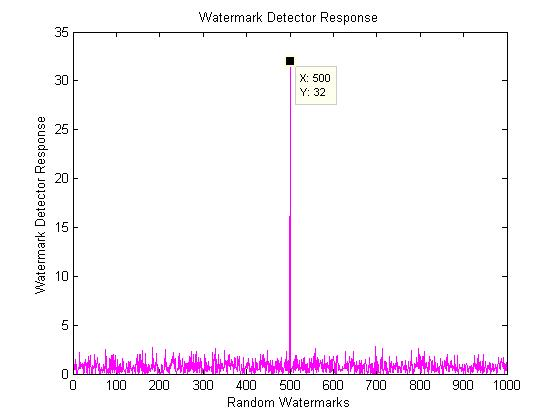 Watermark Detector Response
35
30
25
20
15
10
5
0
Watermark Detector Response
X: 500
Y: 32
0 100 200 300 400 500 600 700 800 900 1000
Random Watermarks